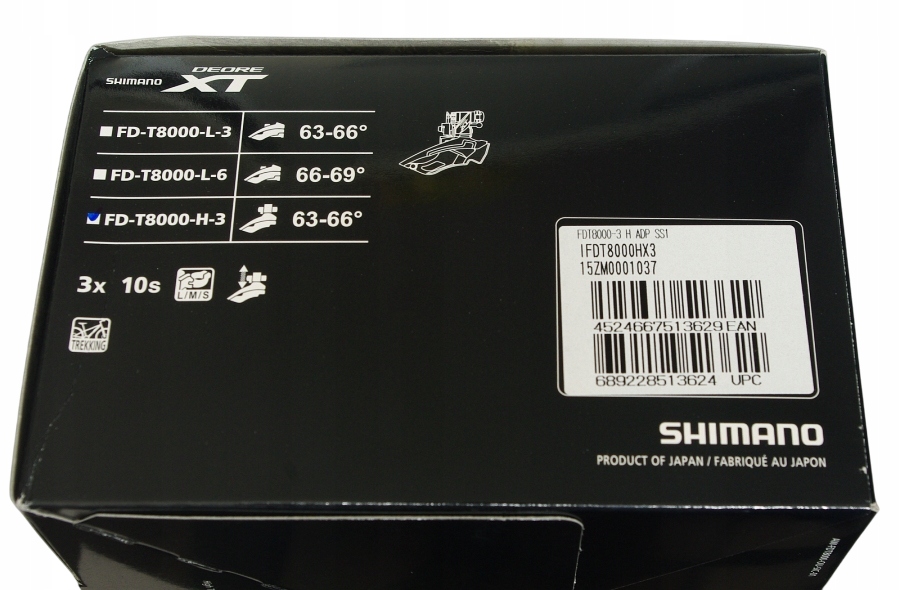 SHIMANO DEORE XT
FD-T8000-L-3 63-66°
FD-T8000-L-6 66-69°
FD-T8000-H-3 63-66°
3x 10s L/M/S
TREKKING
FDT8000-3 H ADP SS1
IFDT8000HX3
15ZM0001037
4524667513629 EAN
689228513624 UPC
SHIMANO
PRODUCT OF JAPAN / FABRIQUÉ AU JAPON